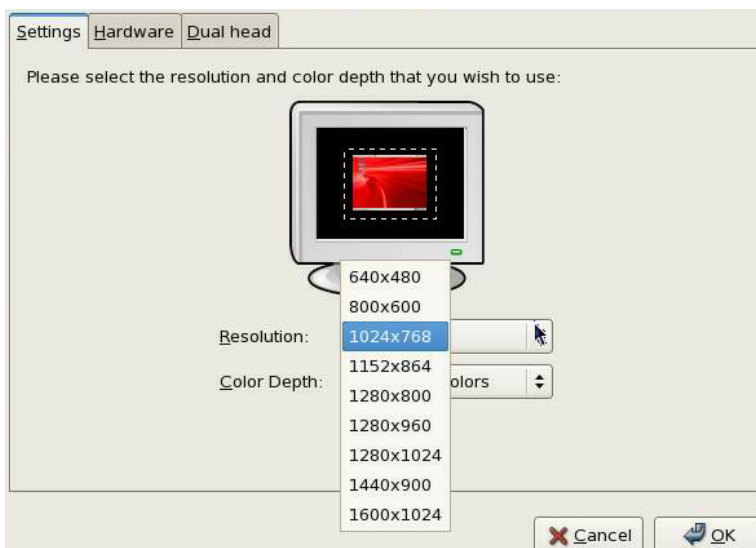 Settings Hardware Dual head
Please select the resolution and color depth that you wish to use:
640x480
800x600
Resolution: 1024x768
1152x864
Color Depth: olors
1280x800
1280x960
1280x1024
1440x900
1600x1024
Cancel OK